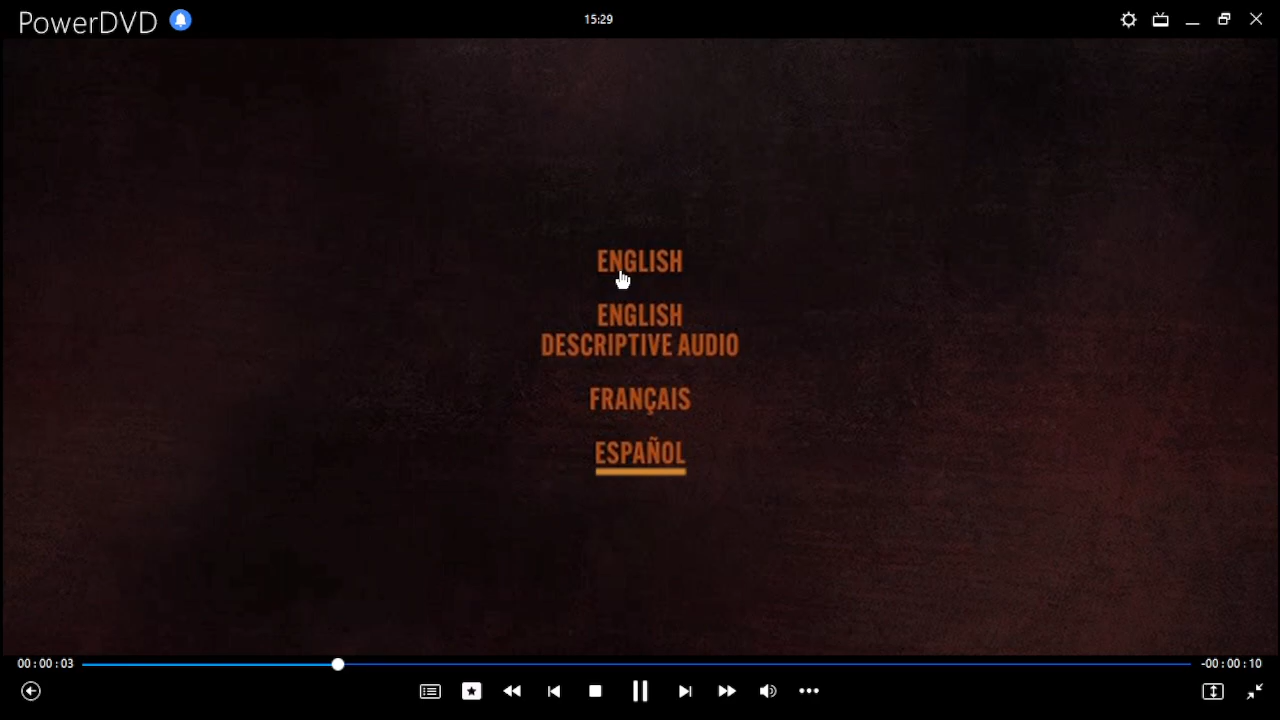 PowerDVD
15:29
ENGLISH
ENGLISH
DESCRIPTIVE AUDIO
FRANÇAIS
ESPAÑOL
00:00:03
-00:00:10